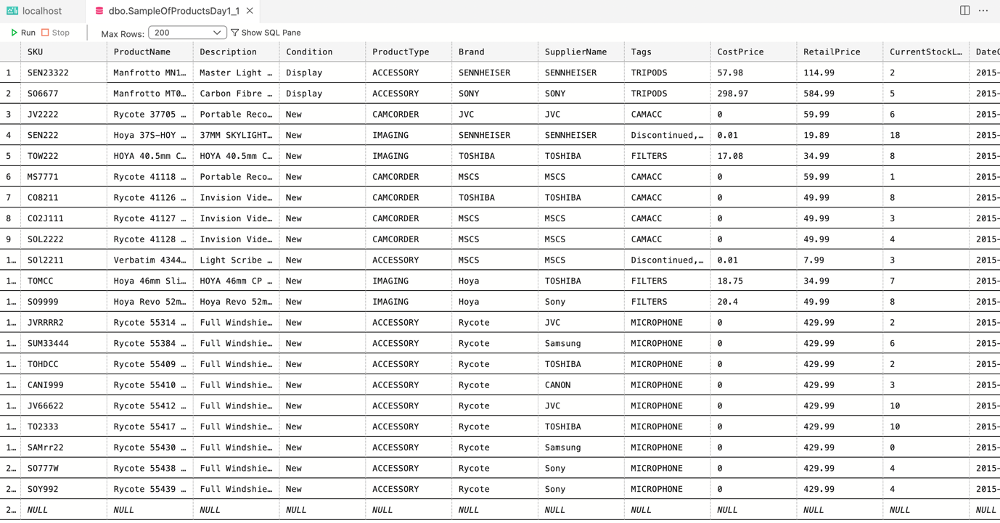 localhost dbo.SampleOfProductsDay1_1
Run Stop Max Rows: 200 Show SQL Pane
SKU ProductName Description Condition ProductType Brand SupplierName Tags CostPrice RetailPrice CurrentStockL… DateC
1 SEN23322 Manfrotto MN1… Master Light … Display ACCESSORY SENNHEISER SENNHEISER TRIPODS 57.98 114.99 2 2015-
2 SO6677 Manfrotto MT0… Carbon Fibre … Display ACCESSORY SONY SONY TRIPODS 298.97 584.99 5 2015-
3 JV2222 Rycote 37705 … Portable Reco… New CAMCORDER JVC JVC CAMACC 0 59.99 6 2015-
4 SEN222 Hoya 37S-HOY … 37MM SKYLIGHT… New IMAGING SENNHEISER SENNHEISER Discontinued,… 0.01 19.89 18 2015-
5 TOW222 HOYA 40.5mm C… HOYA 40.5mm C… New IMAGING TOSHIBA TOSHIBA FILTERS 17.08 34.99 8 2015-
6 MS7771 Rycote 41118 … Portable Reco… New CAMCORDER MSCS MSCS CAMACC 0 59.99 1 2015-
7 CO8211 Rycote 41126 … Invision Vide… New CAMCORDER TOSHIBA TOSHIBA CAMACC 0 49.99 8 2015-
8 CO2J111 Rycote 41127 … Invision Vide… New CAMCORDER MSCS MSCS CAMACC 0 49.99 3 2015-
9 SOL2222 Rycote 41128 … Invision Vide… New CAMCORDER MSCS MSCS CAMACC 0 49.99 4 2015-
1… SOl2211 Verbatim 4344… Light Scribe … New ACCESSORY MSCS MSCS Discontinued,… 0.01 7.99 3 2015-
1… TOMCC Hoya 46mm Sli… HOYA 46mm CP … New IMAGING Hoya TOSHIBA FILTERS 18.75 34.99 7 2015-
1… SO9999 Hoya Revo 52m… Hoya Revo 52m… New IMAGING Hoya Sony FILTERS 20.4 49.99 8 2015-
1… JVRRRR2 Rycote 55314 … Full Windshie… New ACCESSORY Rycote JVC MICROPHONE 0 429.99 2 2015-
1… SUM33444 Rycote 55384 … Full Windshie… New ACCESSORY Rycote Samsung MICROPHONE 0 429.99 6 2015-
1… TOHDCC Rycote 55409 … Full Windshie… New ACCESSORY Rycote TOSHIBA MICROPHONE 0 429.99 2 2015-
1… CANI999 Rycote 55410 … Full Windshie… New ACCESSORY Rycote CANON MICROPHONE 0 429.99 3 2015-
1… JV66622 Rycote 55412 … Full Windshie… New ACCESSORY Rycote JVC MICROPHONE 0 429.99 10 2015-
1… TO2333 Rycote 55417 … Full Windshie… New ACCESSORY Rycote TOSHIBA MICROPHONE 0 429.99 10 2015-
1… SAMrr22 Rycote 55430 … Full Windshie… New ACCESSORY Rycote Samsung MICROPHONE 0 429.99 0 2015-
2… SO777W Rycote 55438 … Full Windshie… New ACCESSORY Rycote Sony MICROPHONE 0 429.99 4 2015-
2… SOY992 Rycote 55439 … Full Windshie… New ACCESSORY Rycote Sony MICROPHONE 0 429.99 4 2015-
2… NULL NULL NULL NULL NULL NULL NULL NULL NULL NULL NULL NULL